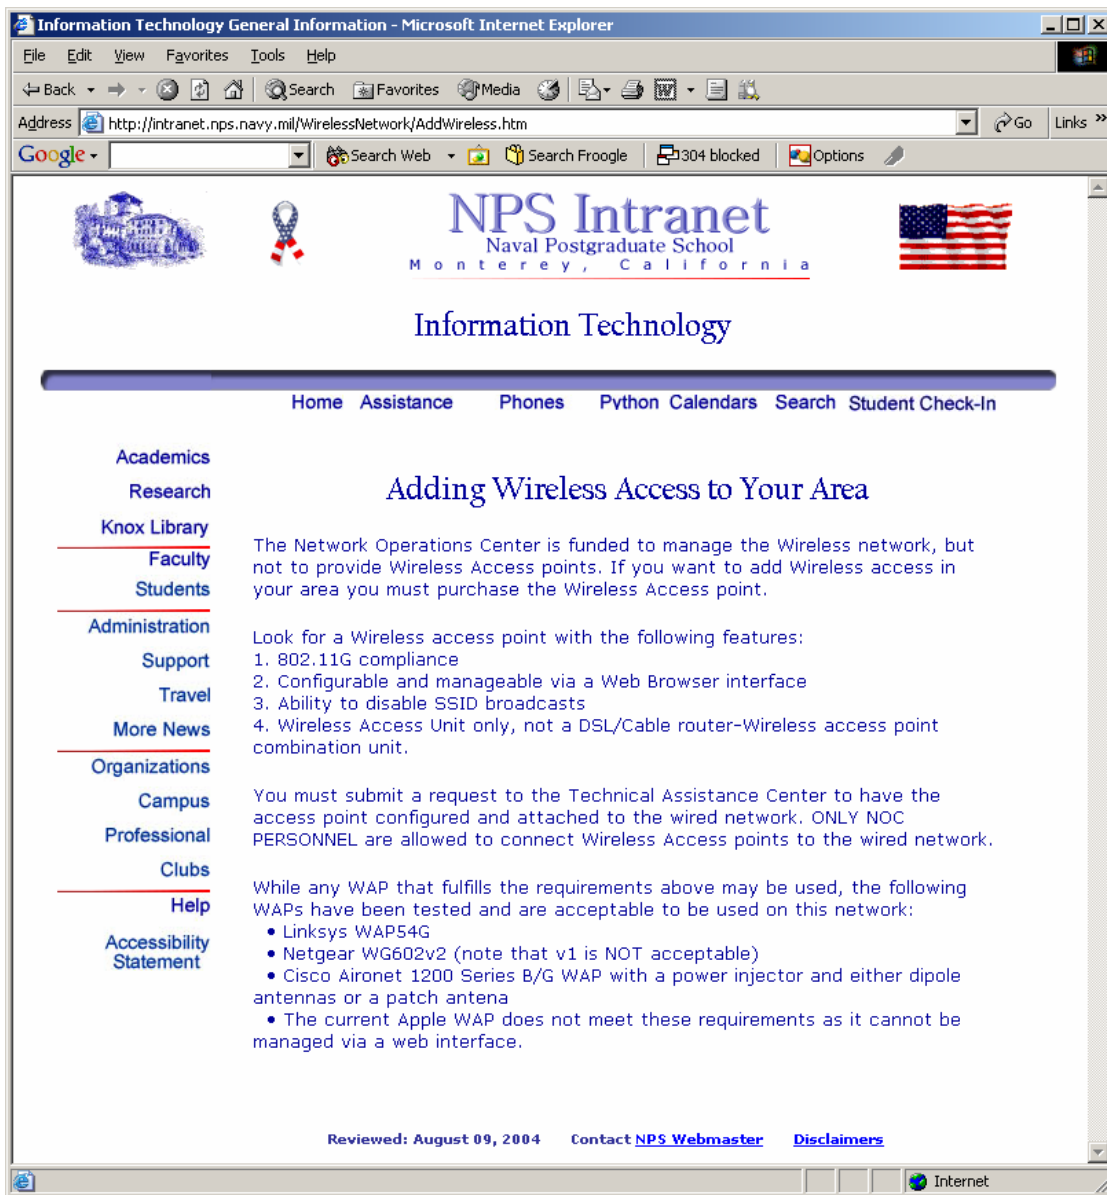 Information Technology General Information - Microsoft Internet Explorer
File Edit View Favorites Tools Help
Back Search Favorites Media
Address http://intranet.nps.navy.mil/WirelessNetwork/AddWireless.htm Go Links »
Google Search Web Search Froogle 304 blocked Options
NPS Intranet
Naval Postgraduate School
Monterey, California
Information Technology
Home Assistance Phones Python Calendars Search Student Check-In
Academics
Research
Knox Library
Faculty
Students
Administration
Support
Travel
More News
Organizations
Campus
Professional
Clubs
Help
Accessibility
Statement
Adding Wireless Access to Your Area
The Network Operations Center is funded to manage the Wireless network, but
not to provide Wireless Access points. If you want to add Wireless access in
your area you must purchase the Wireless Access point.
Look for a Wireless access point with the following features:
1. 802.11G compliance
2. Configurable and manageable via a Web Browser interface
3. Ability to disable SSID broadcasts
4. Wireless Access Unit only, not a DSL/Cable router-Wireless access point
combination unit.
You must submit a request to the Technical Assistance Center to have the
access point configured and attached to the wired network. ONLY NOC
PERSONNEL are allowed to connect Wireless Access points to the wired network.
While any WAP that fulfills the requirements above may be used, the following
WAPs have been tested and are acceptable to be used on this network:
• Linksys WAP54G
• Netgear WG602v2 (note that v1 is NOT acceptable)
• Cisco Aironet 1200 Series B/G WAP with a power injector and either dipole
antennas or a patch antena
• The current Apple WAP does not meet these requirements as it cannot be
managed via a web interface.
Reviewed: August 09, 2004 Contact NPS Webmaster Disclaimers
Internet